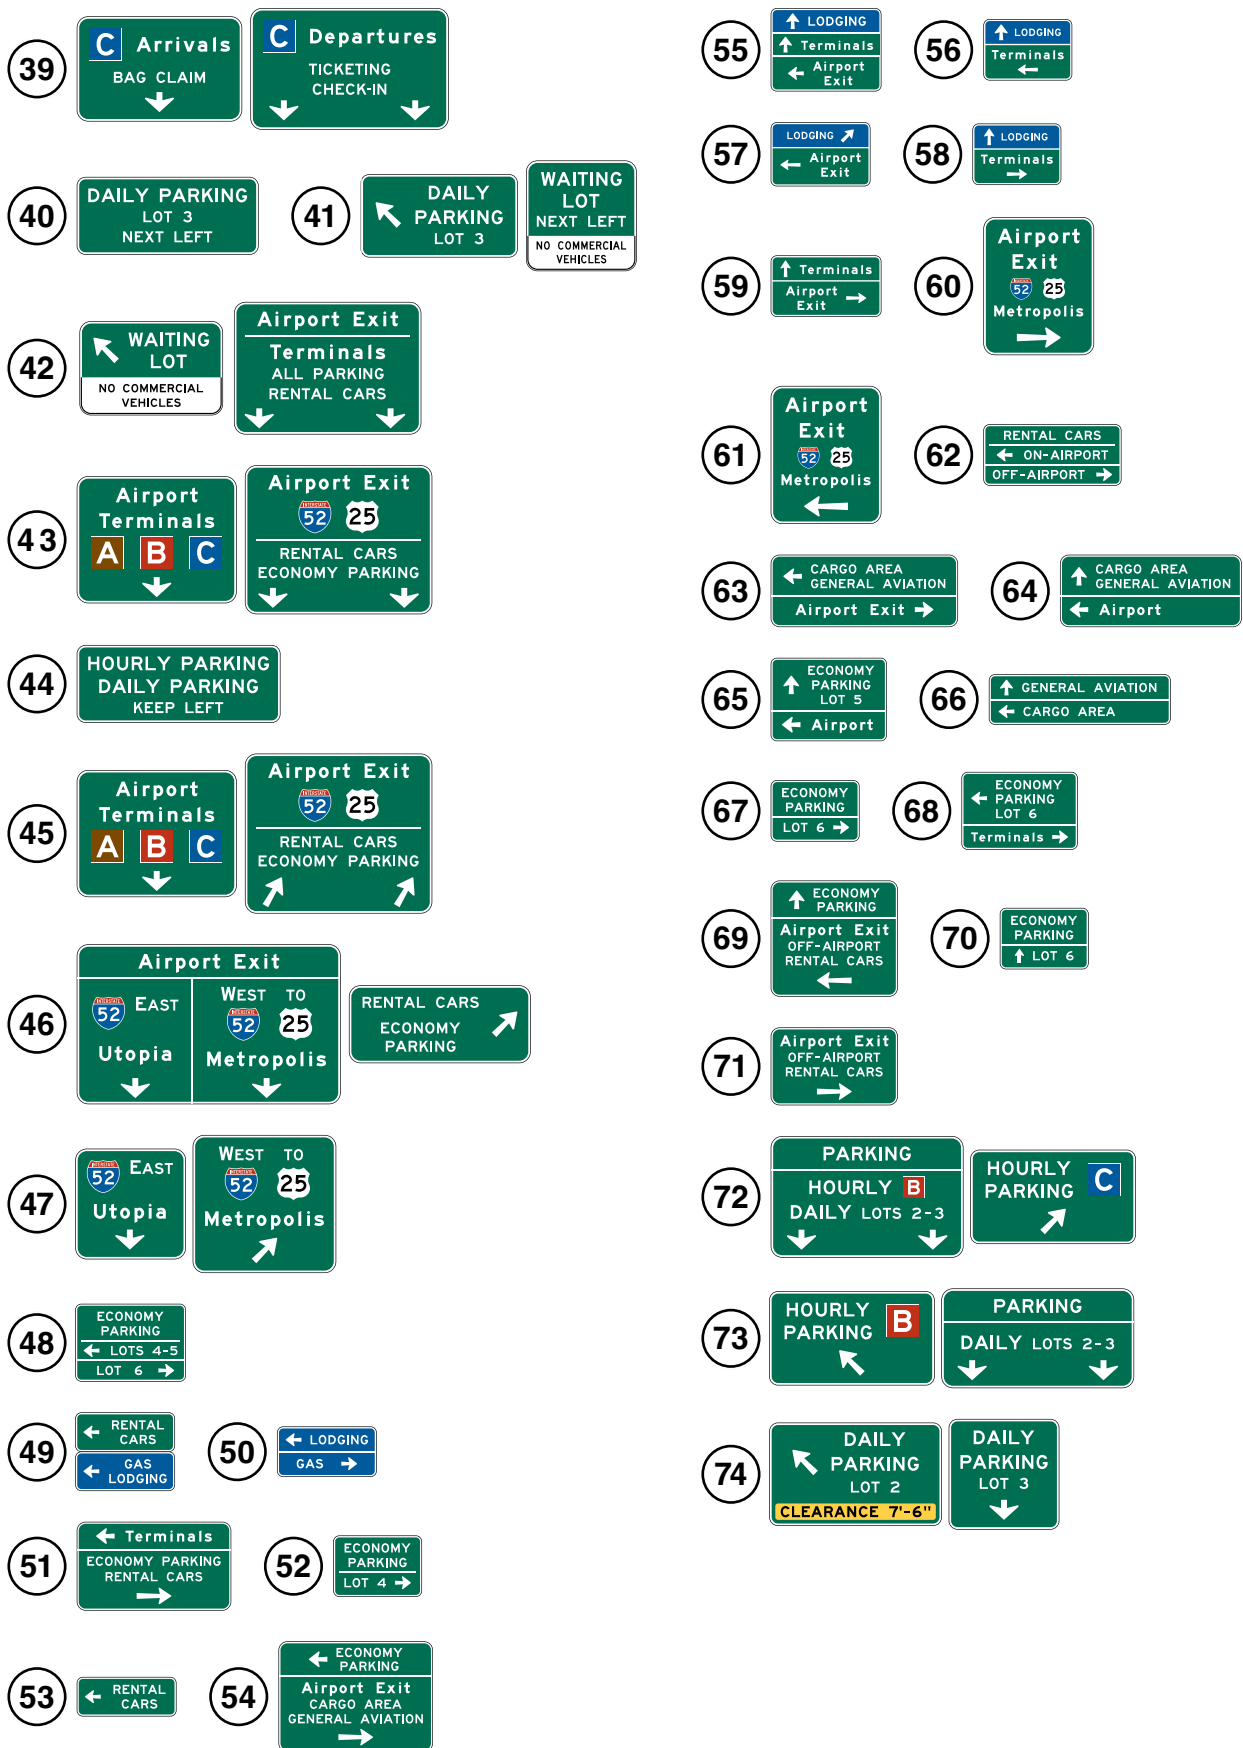 39
C Arrivals
BAG CLAIM
C Departures
TICKETING
CHECK-IN
40
DAILY PARKING
LOT 3
NEXT LEFT
41
DAILY
PARKING
LOT 3
WAITING
LOT
NEXT LEFT
NO COMMERCIAL
VEHICLES
42
WAITING
LOT
NO COMMERCIAL
VEHICLES
Airport Exit
Terminals
ALL PARKING
RENTAL CARS
43
Airport
Terminals
A B C
Airport Exit
INTERSTATE
52 25
RENTAL CARS
ECONOMY PARKING
44
HOURLY PARKING
DAILY PARKING
KEEP LEFT
45
Airport
Terminals
A B C
Airport Exit
INTERSTATE
52 25
RENTAL CARS
ECONOMY PARKING
46
Airport Exit
INTERSTATE
52 EAST
Utopia
WEST TO
INTERSTATE
52 25
Metropolis
RENTAL CARS
ECONOMY
PARKING
47
INTERSTATE
52 EAST
Utopia
WEST TO
INTERSTATE
52 25
Metropolis
48
ECONOMY
PARKING
LOTS 4-5
LOT 6
49
RENTAL
CARS
GAS
LODGING
50
LODGING
GAS
51
Terminals
ECONOMY PARKING
RENTAL CARS
52
ECONOMY
PARKING
LOT 4
53
RENTAL
CARS
54
ECONOMY
PARKING
Airport Exit
CARGO AREA
GENERAL AVIATION
55
LODGING
Terminals
Airport
Exit
56
LODGING
Terminals
57
LODGING
Airport
Exit
58
LODGING
Terminals
59
Terminals
Airport
Exit
60
Airport
Exit
52 25
Metropolis
61
Airport
Exit
52 25
Metropolis
62
RENTAL CARS
ON-AIRPORT
OFF-AIRPORT
63
CARGO AREA
GENERAL AVIATION
Airport Exit
64
CARGO AREA
GENERAL AVIATION
Airport
65
ECONOMY
PARKING
LOT 5
Airport
66
GENERAL AVIATION
CARGO AREA
67
ECONOMY
PARKING
LOT 6
68
ECONOMY
PARKING
LOT 6
Terminals
69
ECONOMY
PARKING
Airport Exit
OFF-AIRPORT
RENTAL CARS
70
ECONOMY
PARKING
LOT 6
71
Airport Exit
OFF-AIRPORT
RENTAL CARS
72
PARKING
HOURLY B
DAILY LOTS 2-3
HOURLY
PARKING C
73
HOURLY
PARKING B
PARKING
DAILY LOTS 2-3
74
DAILY
PARKING
LOT 2
CLEARANCE 7'-6"
DAILY
PARKING
LOT 3